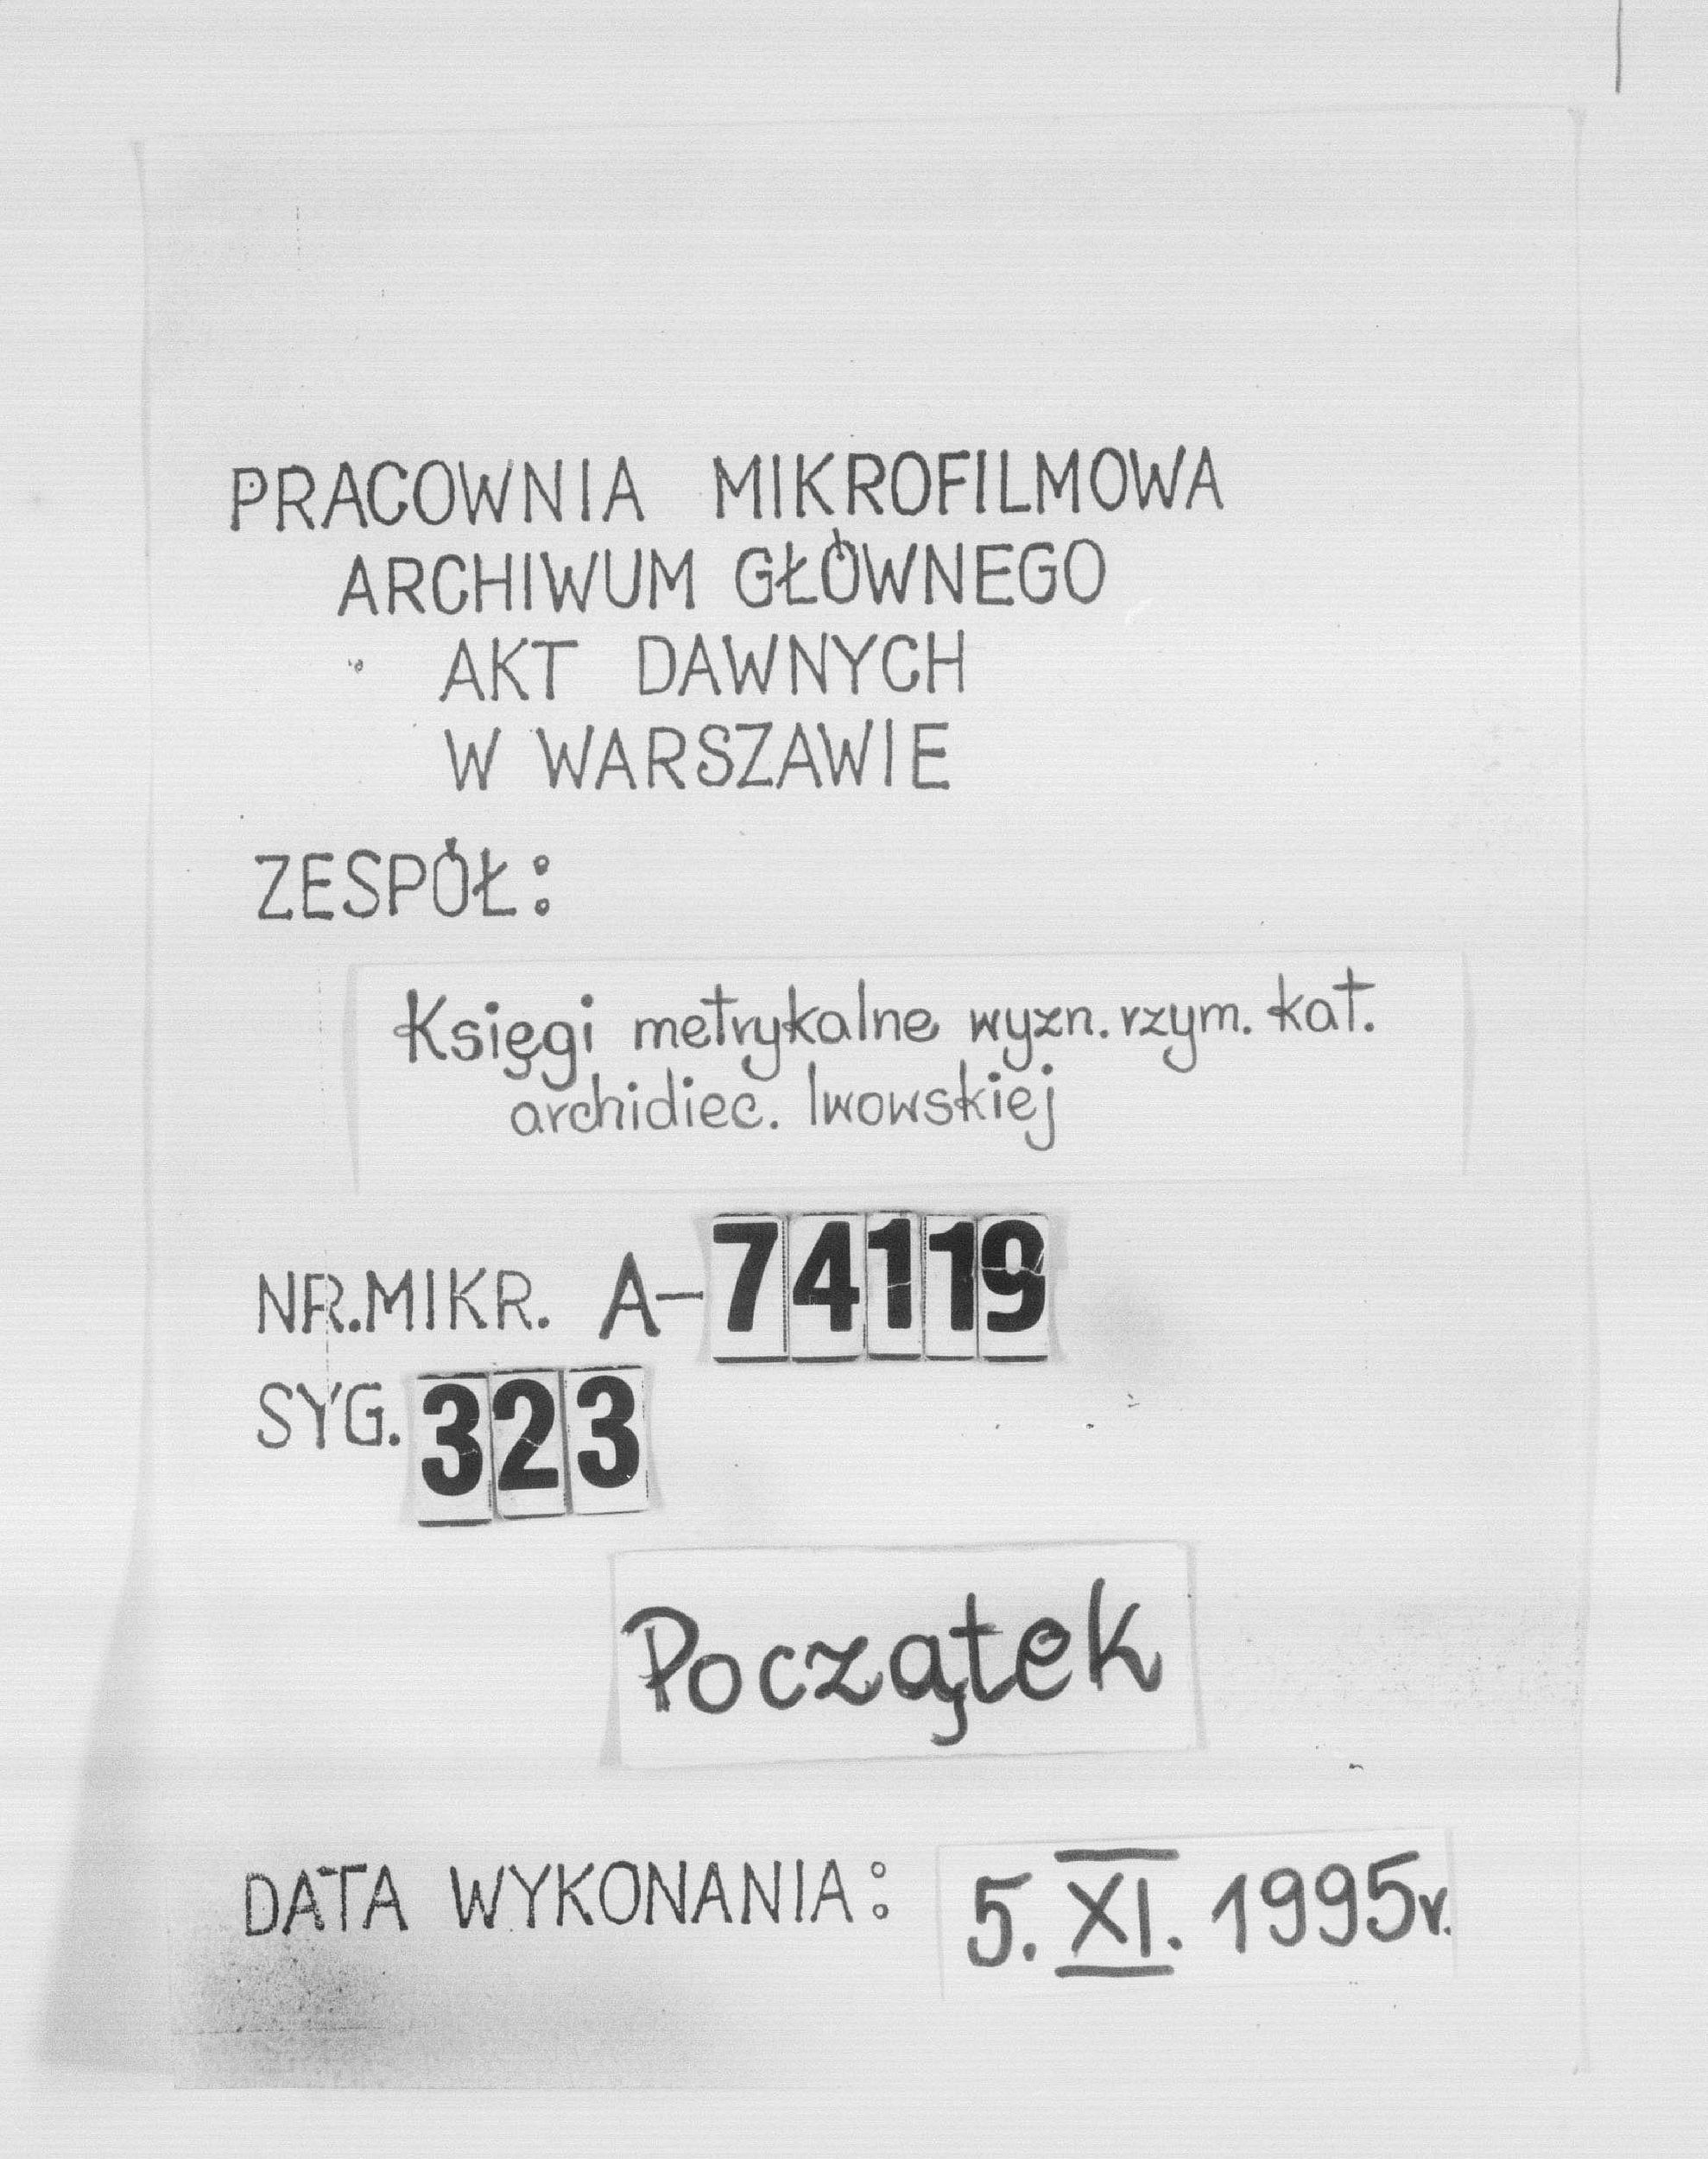 PRACOWNIA MIKROFILMOWA
ARCHIWUM GŁÓWNEGO
AKT DAWNYCH
W WARSZAWIE
ZESPÓŁ:
Księgi metrykalne wyzn. rzym. kat.
archidiec. lwowskiej
NR.MIKR. A-74119
SYG. 323
Początek
DATA WYKONANIA: 5. XI. 1995r.